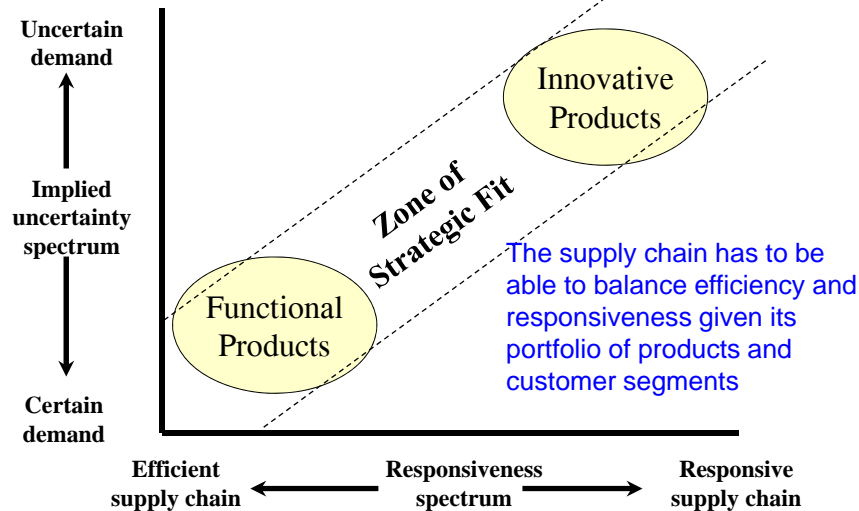 Uncertain
demand
Implied
uncertainty
spectrum
Certain
demand
Innovative
Products
Zone of
Strategic Fit
Functional
Products
The supply chain has to be
able to balance efficiency and
responsiveness given its
portfolio of products and
customer segments
Efficient
supply chain
Responsiveness
spectrum
Responsive
supply chain